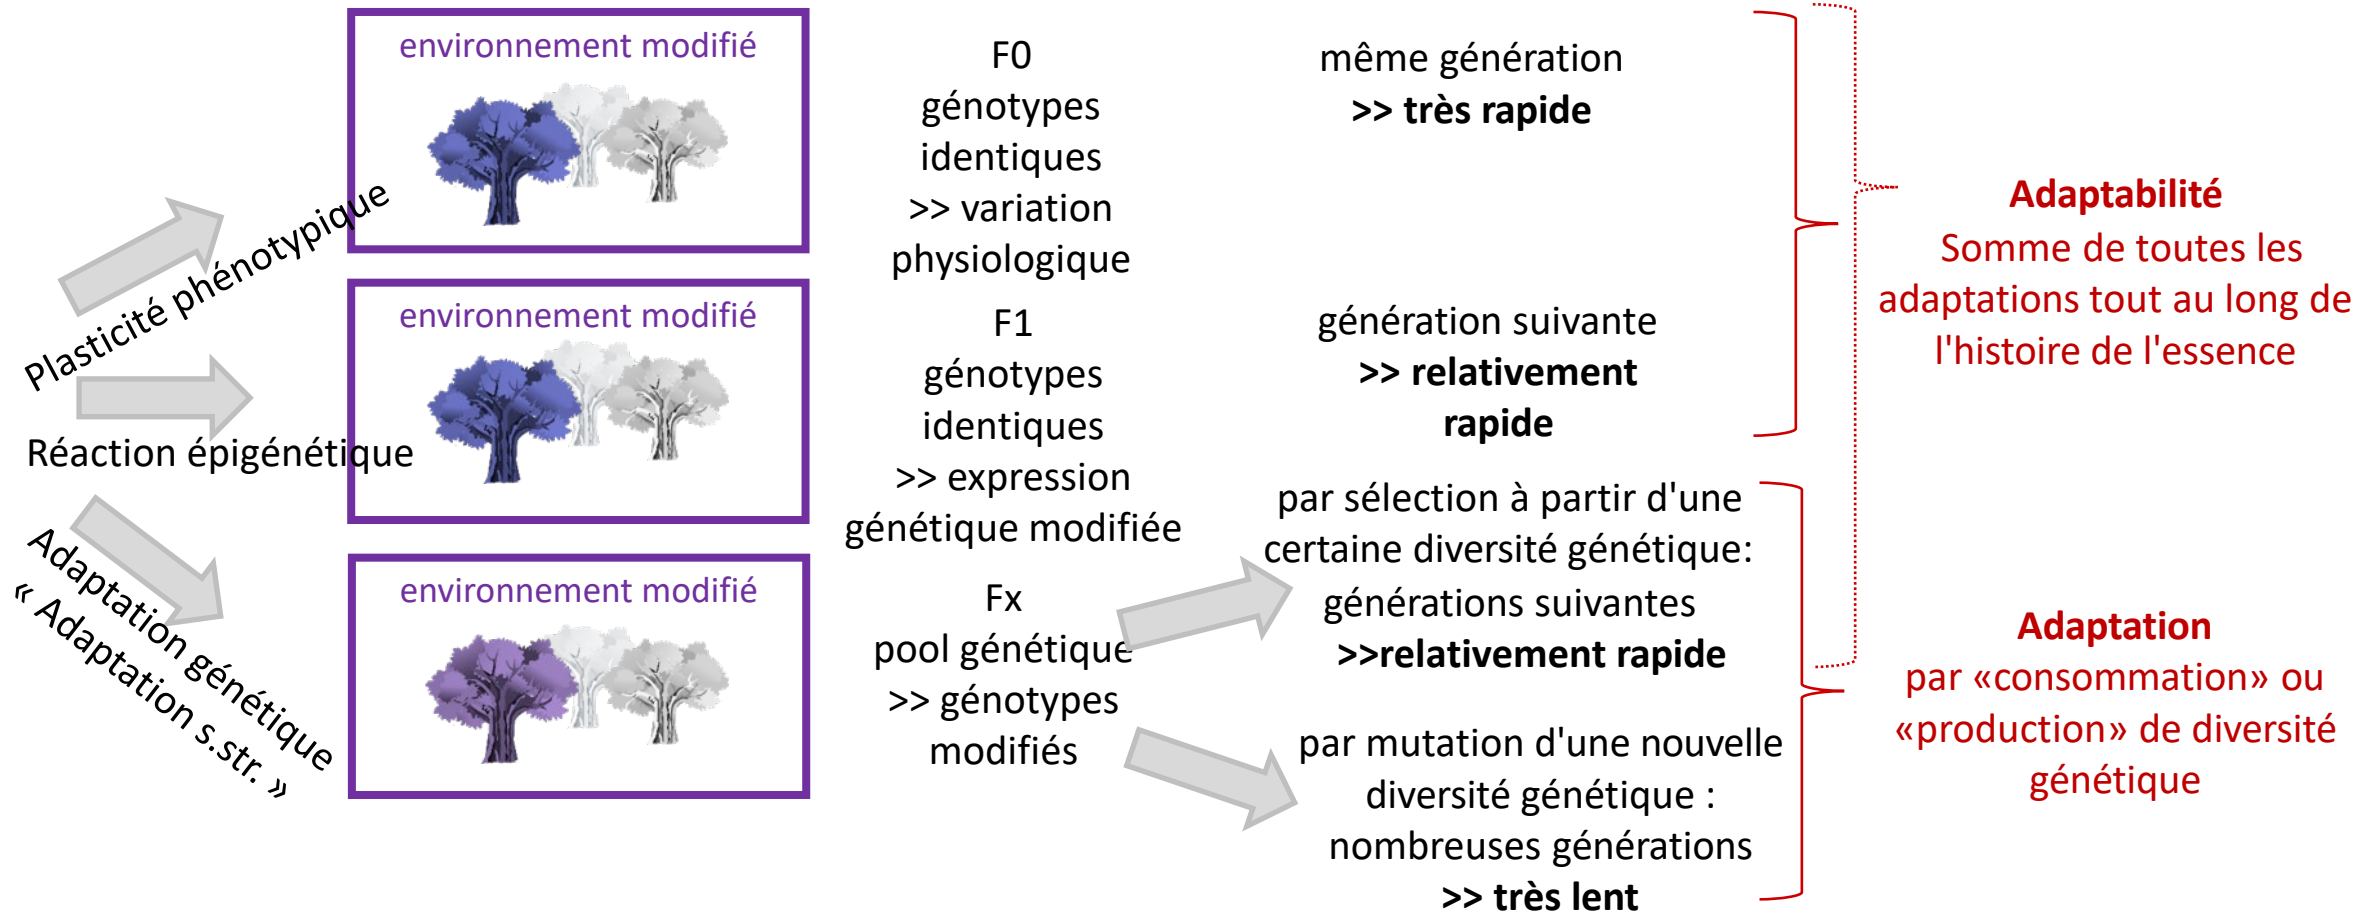 Plasticité phénotypique
Réaction épigénétique
Adaptation génétique
« Adaptation s.str. »
environnement modifié
F0
génotypes
identiques
>> variation
physiologique
même génération
>> très rapide
environnement modifié
F1
génotypes
identiques
>> expression
génétique modifiée
génération suivante
>> relativement
rapide
environnement modifié
Fx
pool génétique
>> génotypes
modifiés
par sélection à partir d'une
certaine diversité génétique:
générations suivantes
>>relativement rapide
par mutation d'une nouvelle
diversité génétique :
nombreuses générations
>> très lent
Adaptabilité
Somme de toutes les
adaptations tout au long de
l'histoire de l'essence
Adaptation
par «consommation» ou
«production» de diversité
génétique